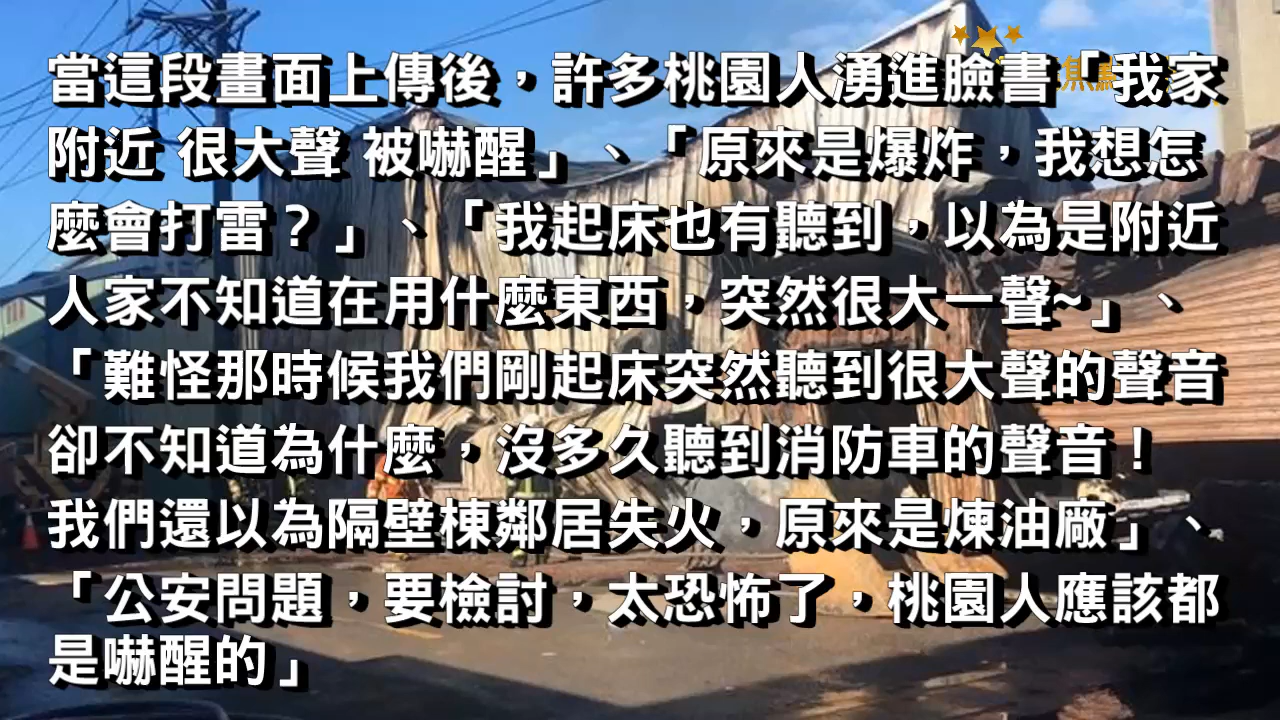 當這段畫面上傳後，許多桃園人湧進臉書「我家
附近 很大聲 被嚇醒」、「原來是爆炸，我想怎
麼會打雷？」、「我起床也有聽到，以為是附近
人家不知道在用什麼東西，突然很大一聲~」、
「難怪那時候我們剛起床突然聽到很大聲的聲音
卻不知道為什麼，沒多久聽到消防車的聲音！
我們還以為隔壁棟鄰居失火，原來是煉油廠」、
「公安問題，要檢討，太恐怖了，桃園人應該都
是嚇醒的」